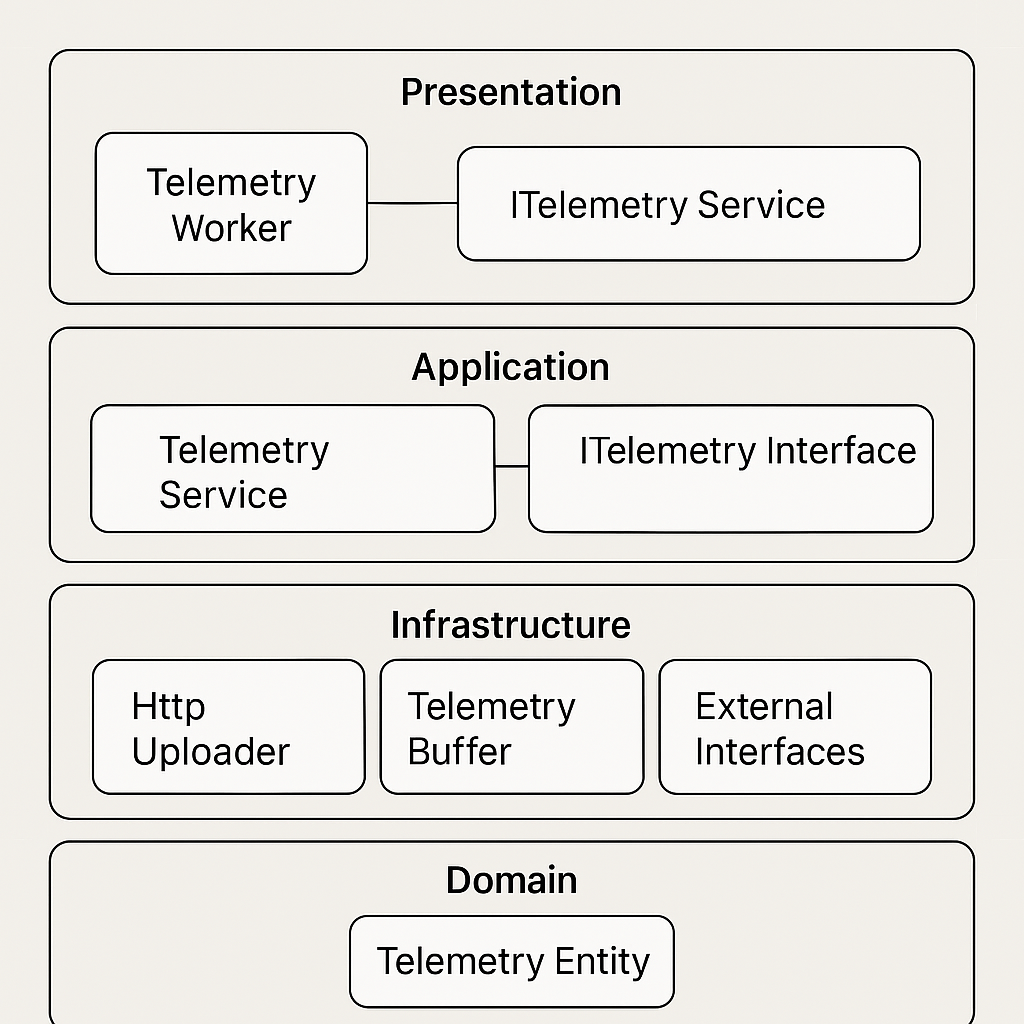 Presentation
Telemetry
Worker
ITelemetry Service
Application
Telemetry
Service
ITelemetry Interface
Infrastructure
Http
Uploader
Telemetry
Buffer
External
Interfaces
Domain
Telemetry Entity